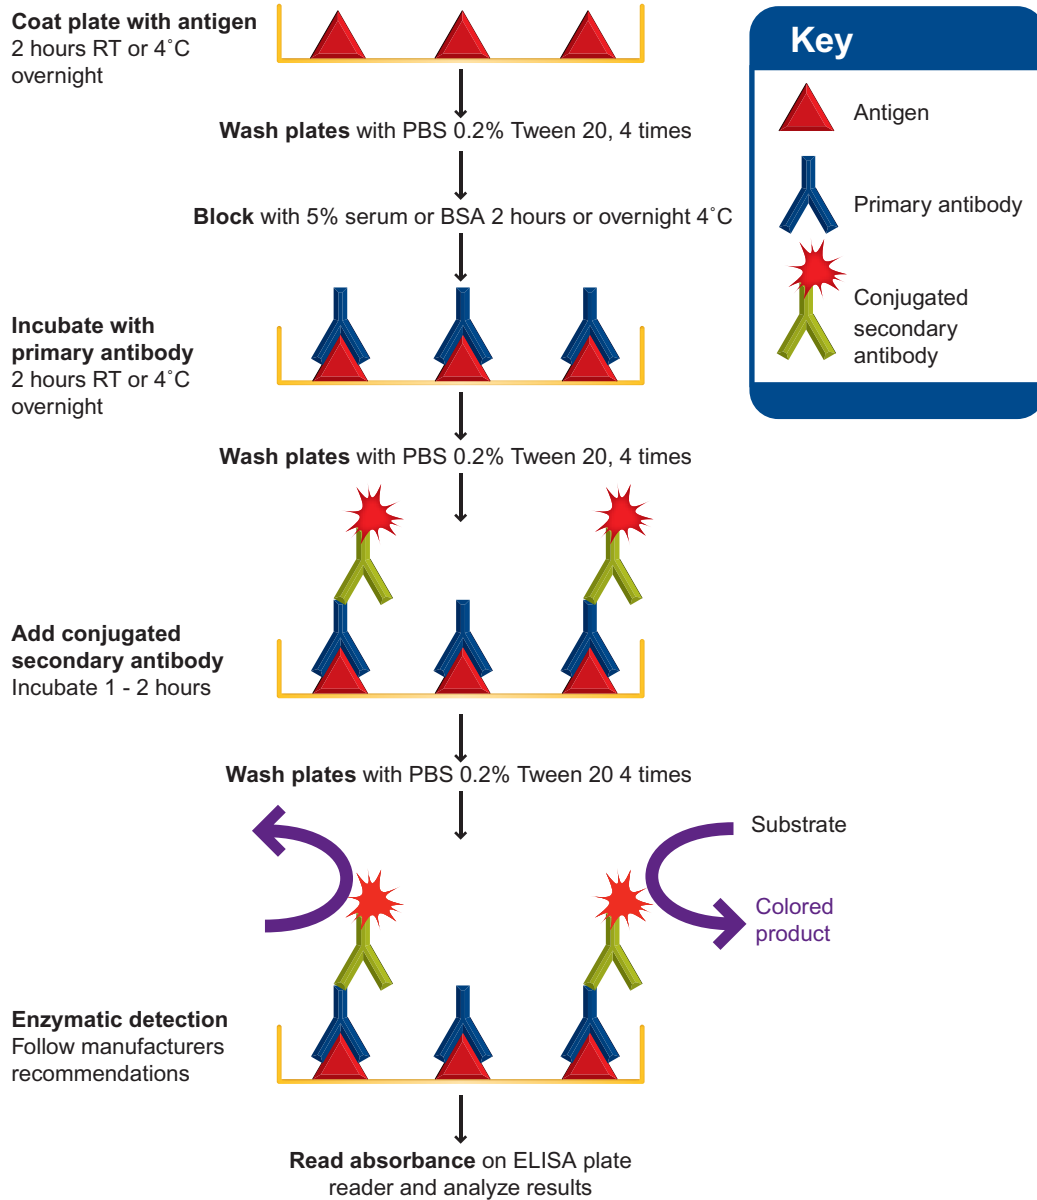 Coat plate with antigen
2 hours RT or 4˚C
overnight
Key
Antigen
Primary antibody
Conjugated
secondary
antibody
Wash plates with PBS 0.2% Tween 20, 4 times
Block with 5% serum or BSA 2 hours or overnight 4˚C
Incubate with
primary antibody
2 hours RT or 4˚C
overnight
Wash plates with PBS 0.2% Tween 20, 4 times
Add conjugated
secondary antibody
Incubate 1 - 2 hours
Wash plates with PBS 0.2% Tween 20 4 times
Substrate
Colored
product
Enzymatic detection
Follow manufacturers
recommendations
Read absorbance on ELISA plate
reader and analyze results